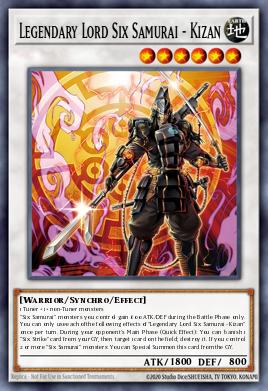 Legendary Lord Six Samurai - Kizan
EARTH
地
[Warrior/Synchro/Effect]
1 Tuner + 1+ non-Tuner monsters
"Six Samurai" monsters you control gain ATK/DEF during the Battle Phase only.
You can only use each of the following effects of "Legendary Lord Six Samurai - Kizan"
once per turn. During your opponent's Main Phase (Quick Effect): You can banish
"Six Strike" card from your GY, then target 1 card on the field; destroy it. If you control
2 or more "Six Samurai" monsters: You can Special Summon this card from the GY.
ATK/1800 DEF/ 800
Replica - Not For Use in Sanctioned Tournaments
©2020 Studio Dice/SHUEISHA, TV TOKYO, KONAMI